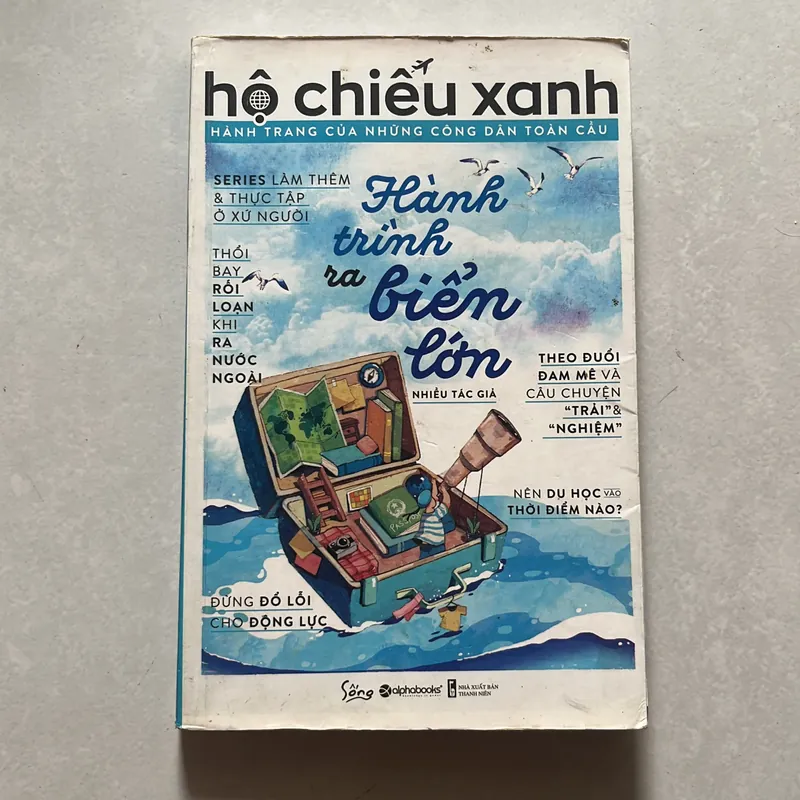 hộ chiếu xanh
HÀNH TRANG CỦA NHỮNG CÔNG DÂN TOÀN CẦU
SERIES LÀM THÊM
& THỰC TẬP
Ở XỨ NGƯỜI
Hành
trình
ra biển
lớn
NHIỀU TÁC GIẢ
THỔI
BAY
RỐI
LOẠN
KHI
RA
NƯỚC
NGOÀI
THEO ĐUỔI
ĐAM MÊ VÀ
CÂU CHUYỆN
“TRẢI”&
“NGHIỆM”
NÊN DU HỌC VÀO
THỜI ĐIỂM NÀO?
PASSPORT
ĐỪNG ĐỔ LỖI
CHO ĐỘNG LỰC
Sống
alphabooks
NHÀ XUẤT BẢN
THANH NIÊN